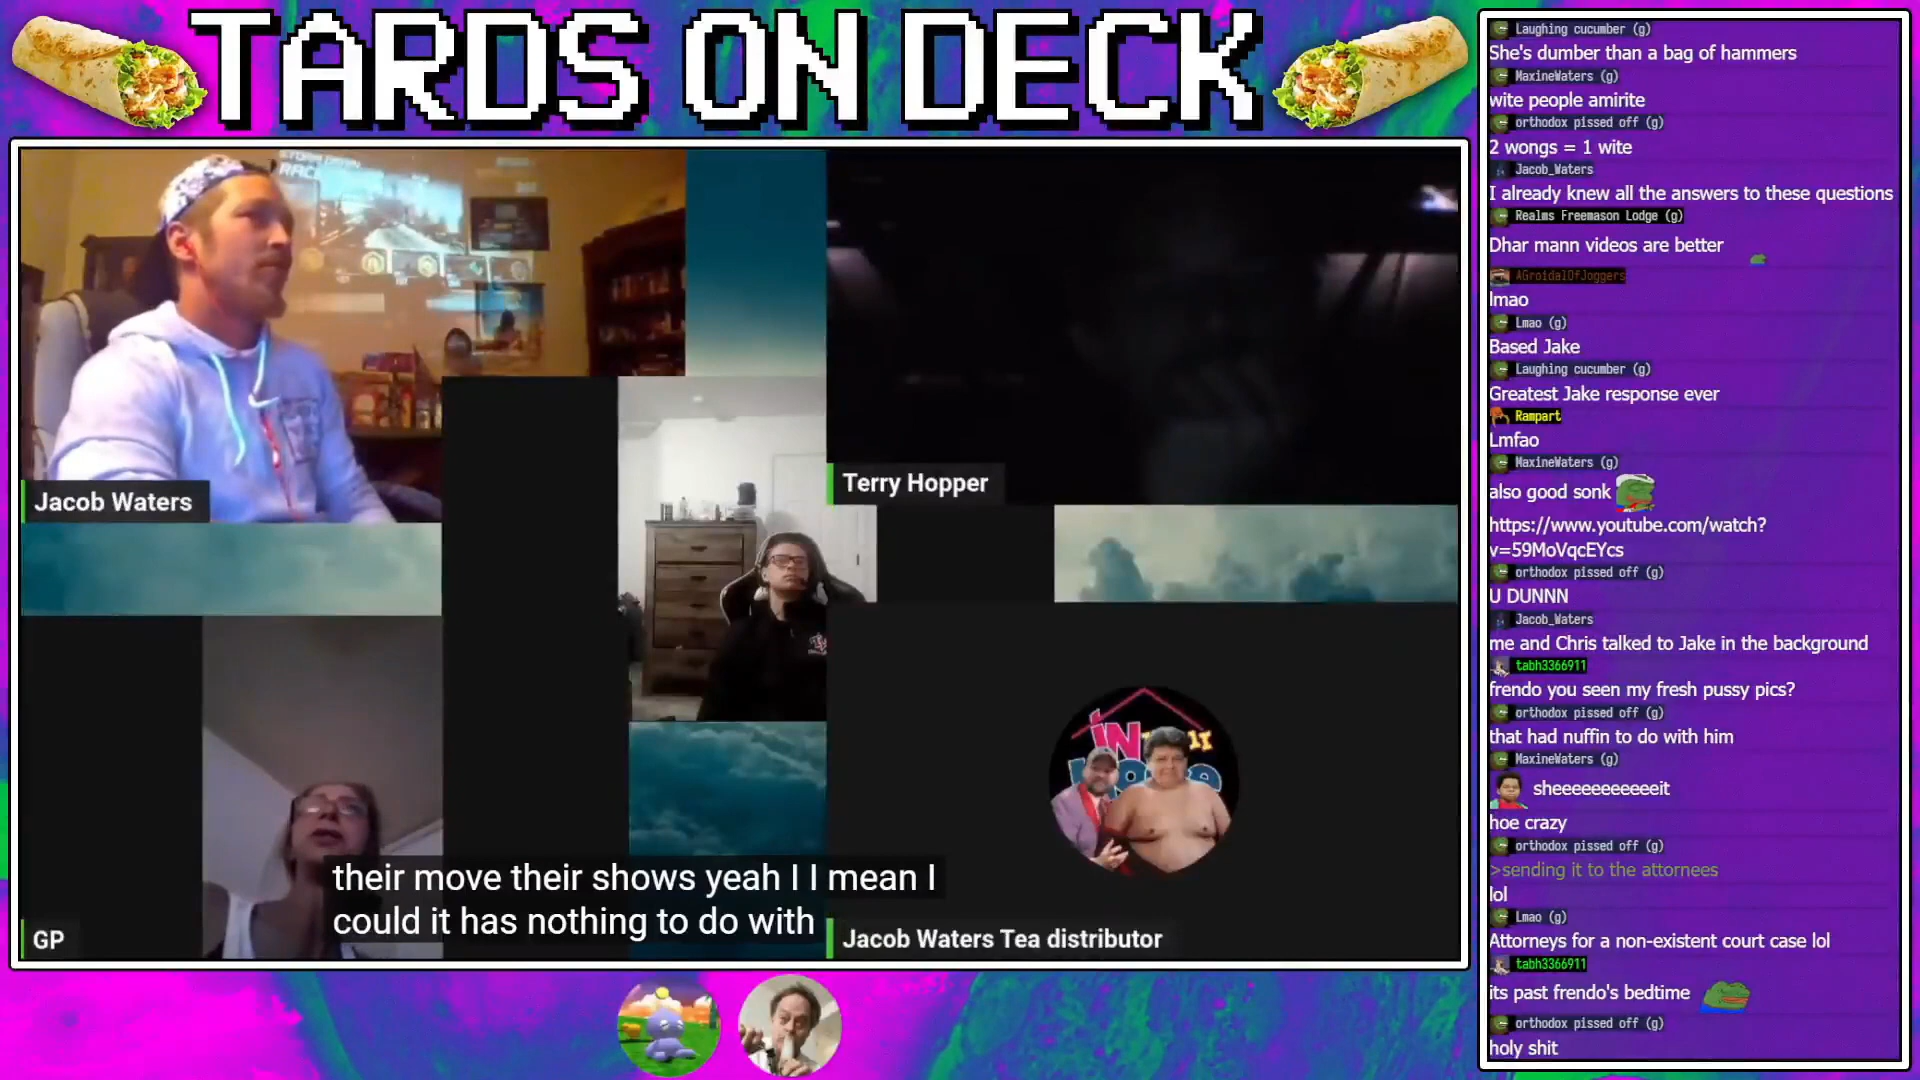 TARDS ON DECK
Jacob Waters
Terry Hopper
GP
their move their shows yeah I I mean I
could it has nothing to do with
Jacob Waters Tea distributor
Laughing cucumber (g)
She's dumber than a bag of hammers
MaxineWaters (g)
wite people amirite
orthodox pissed off (g)
2 wongs = 1 wite
Jacob_Waters
I already knew all the answers to these questions
Realms Freemason Lodge (g)
Dhar mann videos are better
AGroidalOfJoggers
lmao
Lmao (g)
Based Jake
Laughing cucumber (g)
Greatest Jake response ever
Rampart
Lmfao
MaxineWaters (g)
also good sonk
https://www.youtube.com/watch?
v=59MoVqcEYcs
orthodox pissed off (g)
U DUNNN
Jacob_Waters
me and Chris talked to Jake in the background
tabh3366911
frendo you seen my fresh pussy pics?
orthodox pissed off (g)
that had nuffin to do with him
MaxineWaters (g)
sheeeeeeeeeeit
hoe crazy
orthodox pissed off (g)
>sending it to the attornees
lol
Lmao (g)
Attorneys for a non-existent court case lol
tabh3366911
its past frendo's bedtime
orthodox pissed off (g)
holy shit